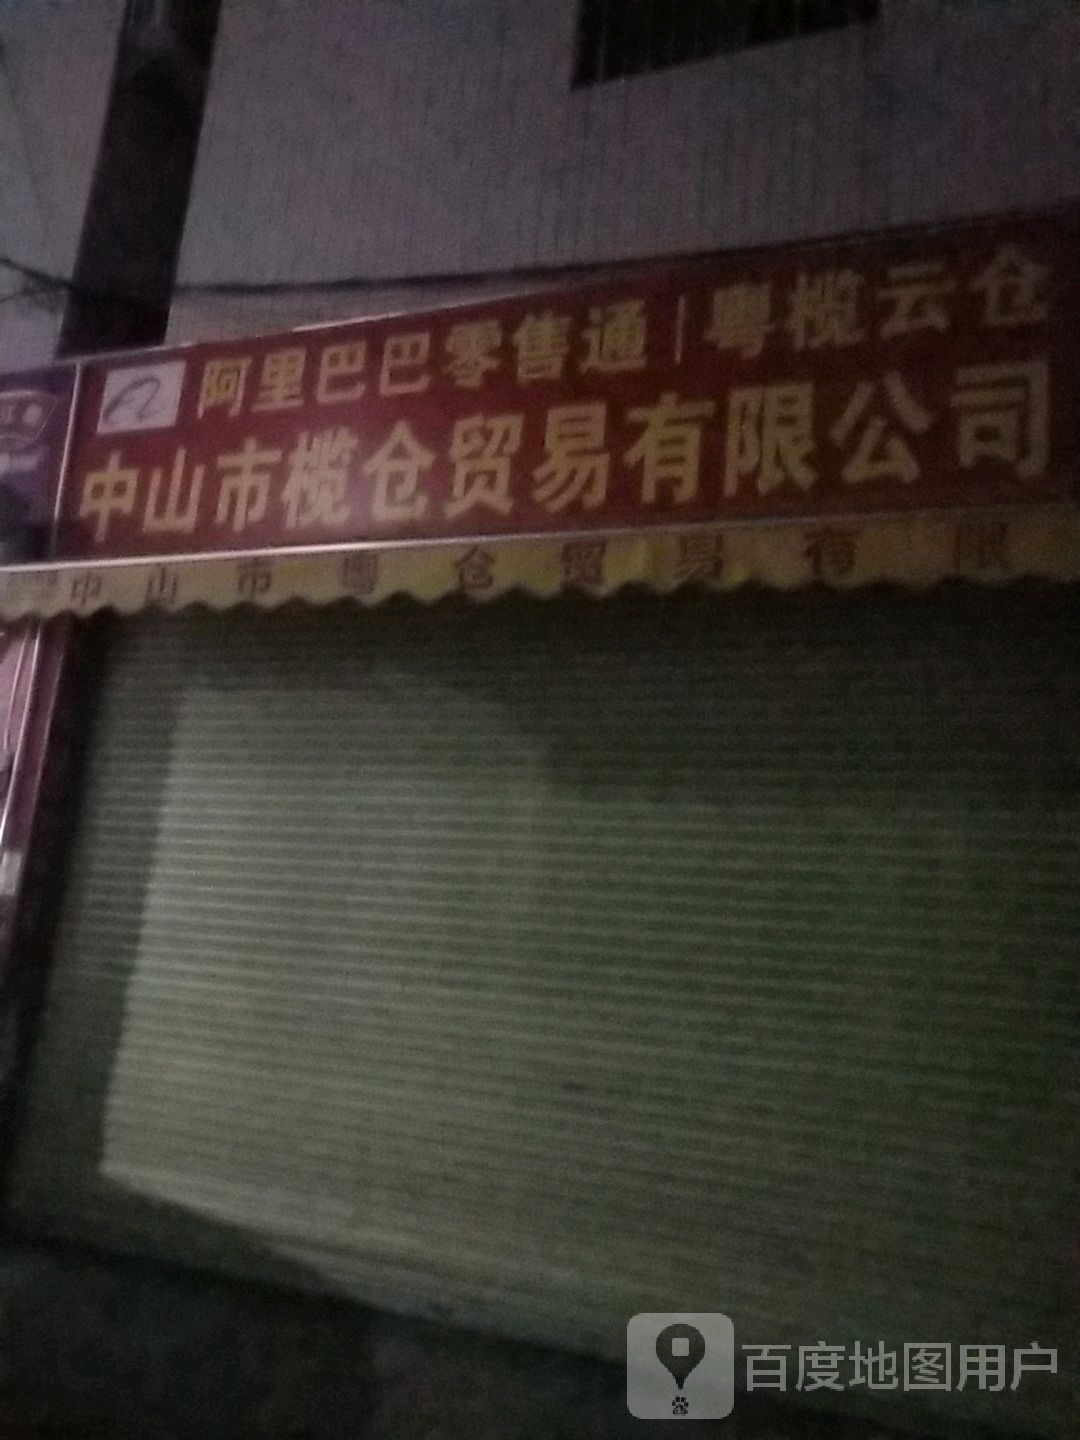 阿里巴巴零售通|粤榄云仓
中山市榄仓贸易有限公司
中山市粤仓贸易有限
百度地图用户